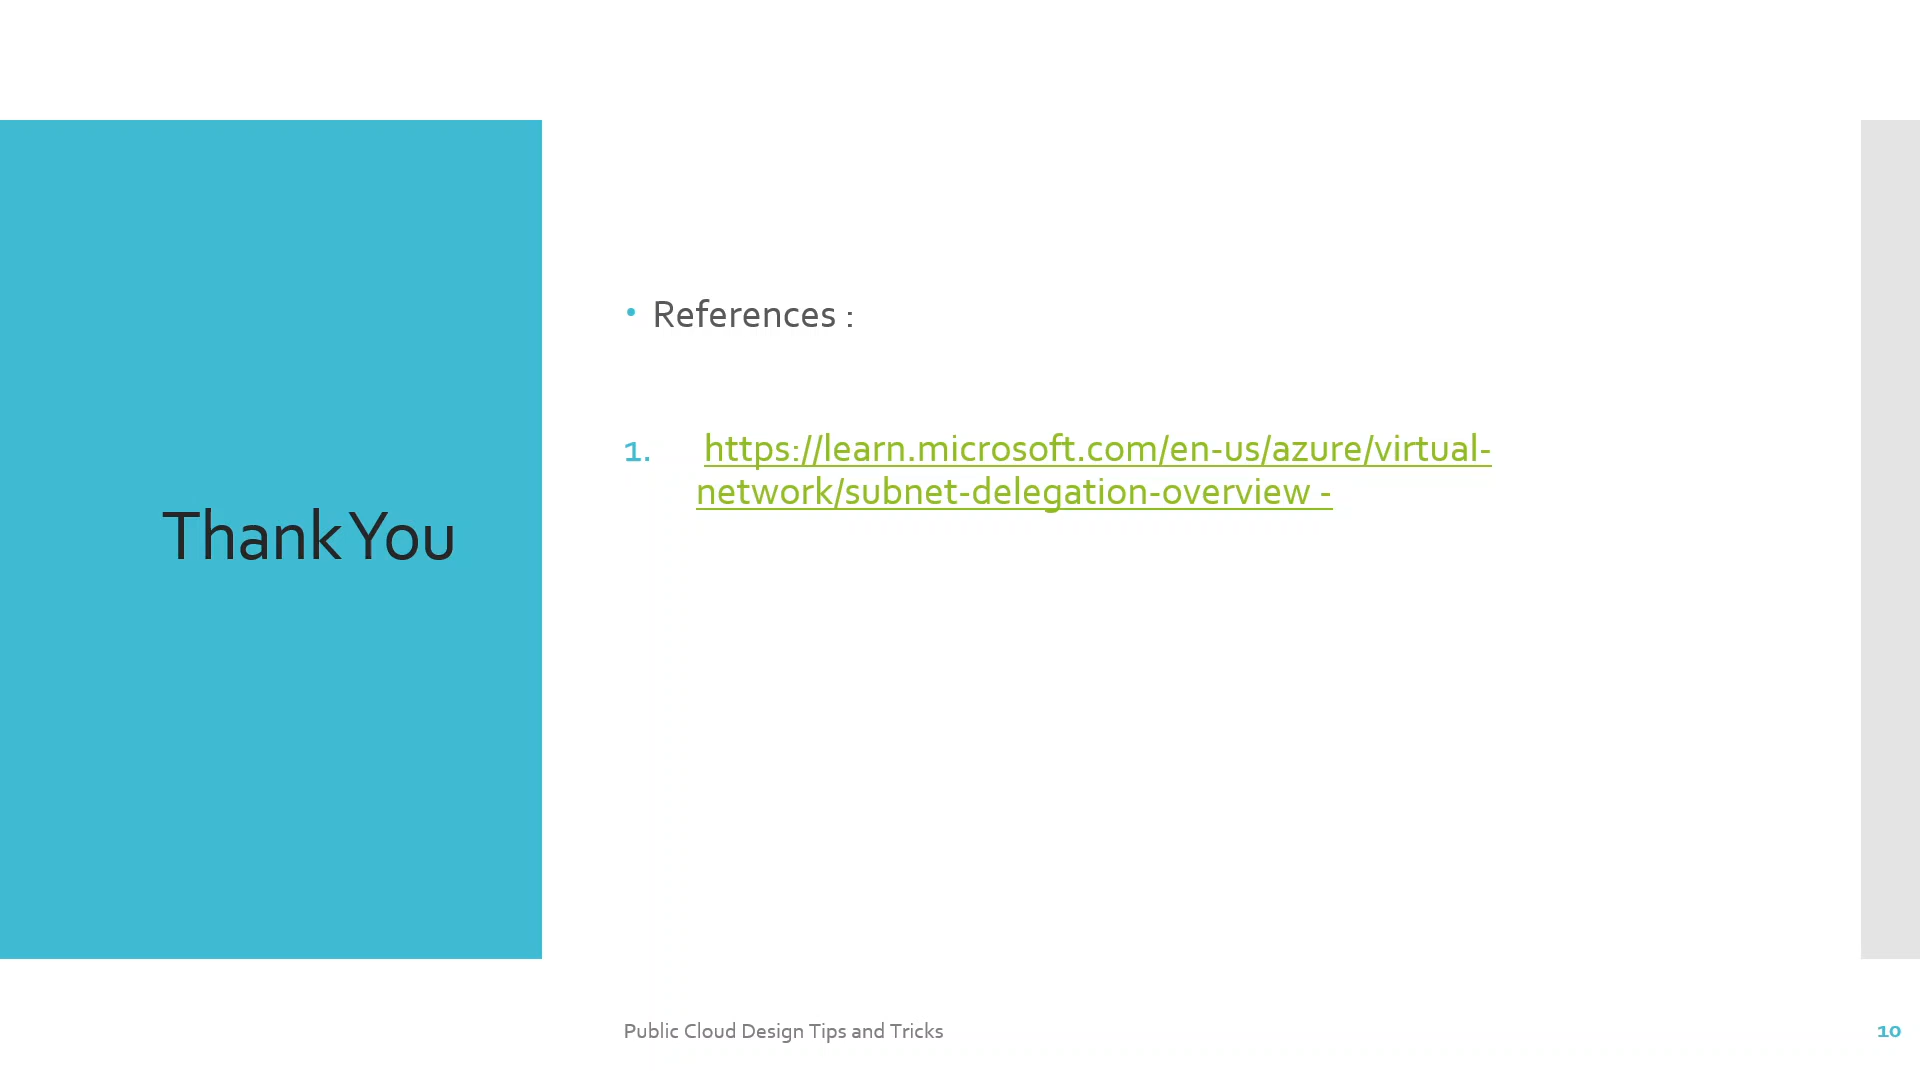 Thank You
• References :
1. https://learn.microsoft.com/en-us/azure/virtual-
network/subnet-delegation-overview -
Public Cloud Design Tips and Tricks
10